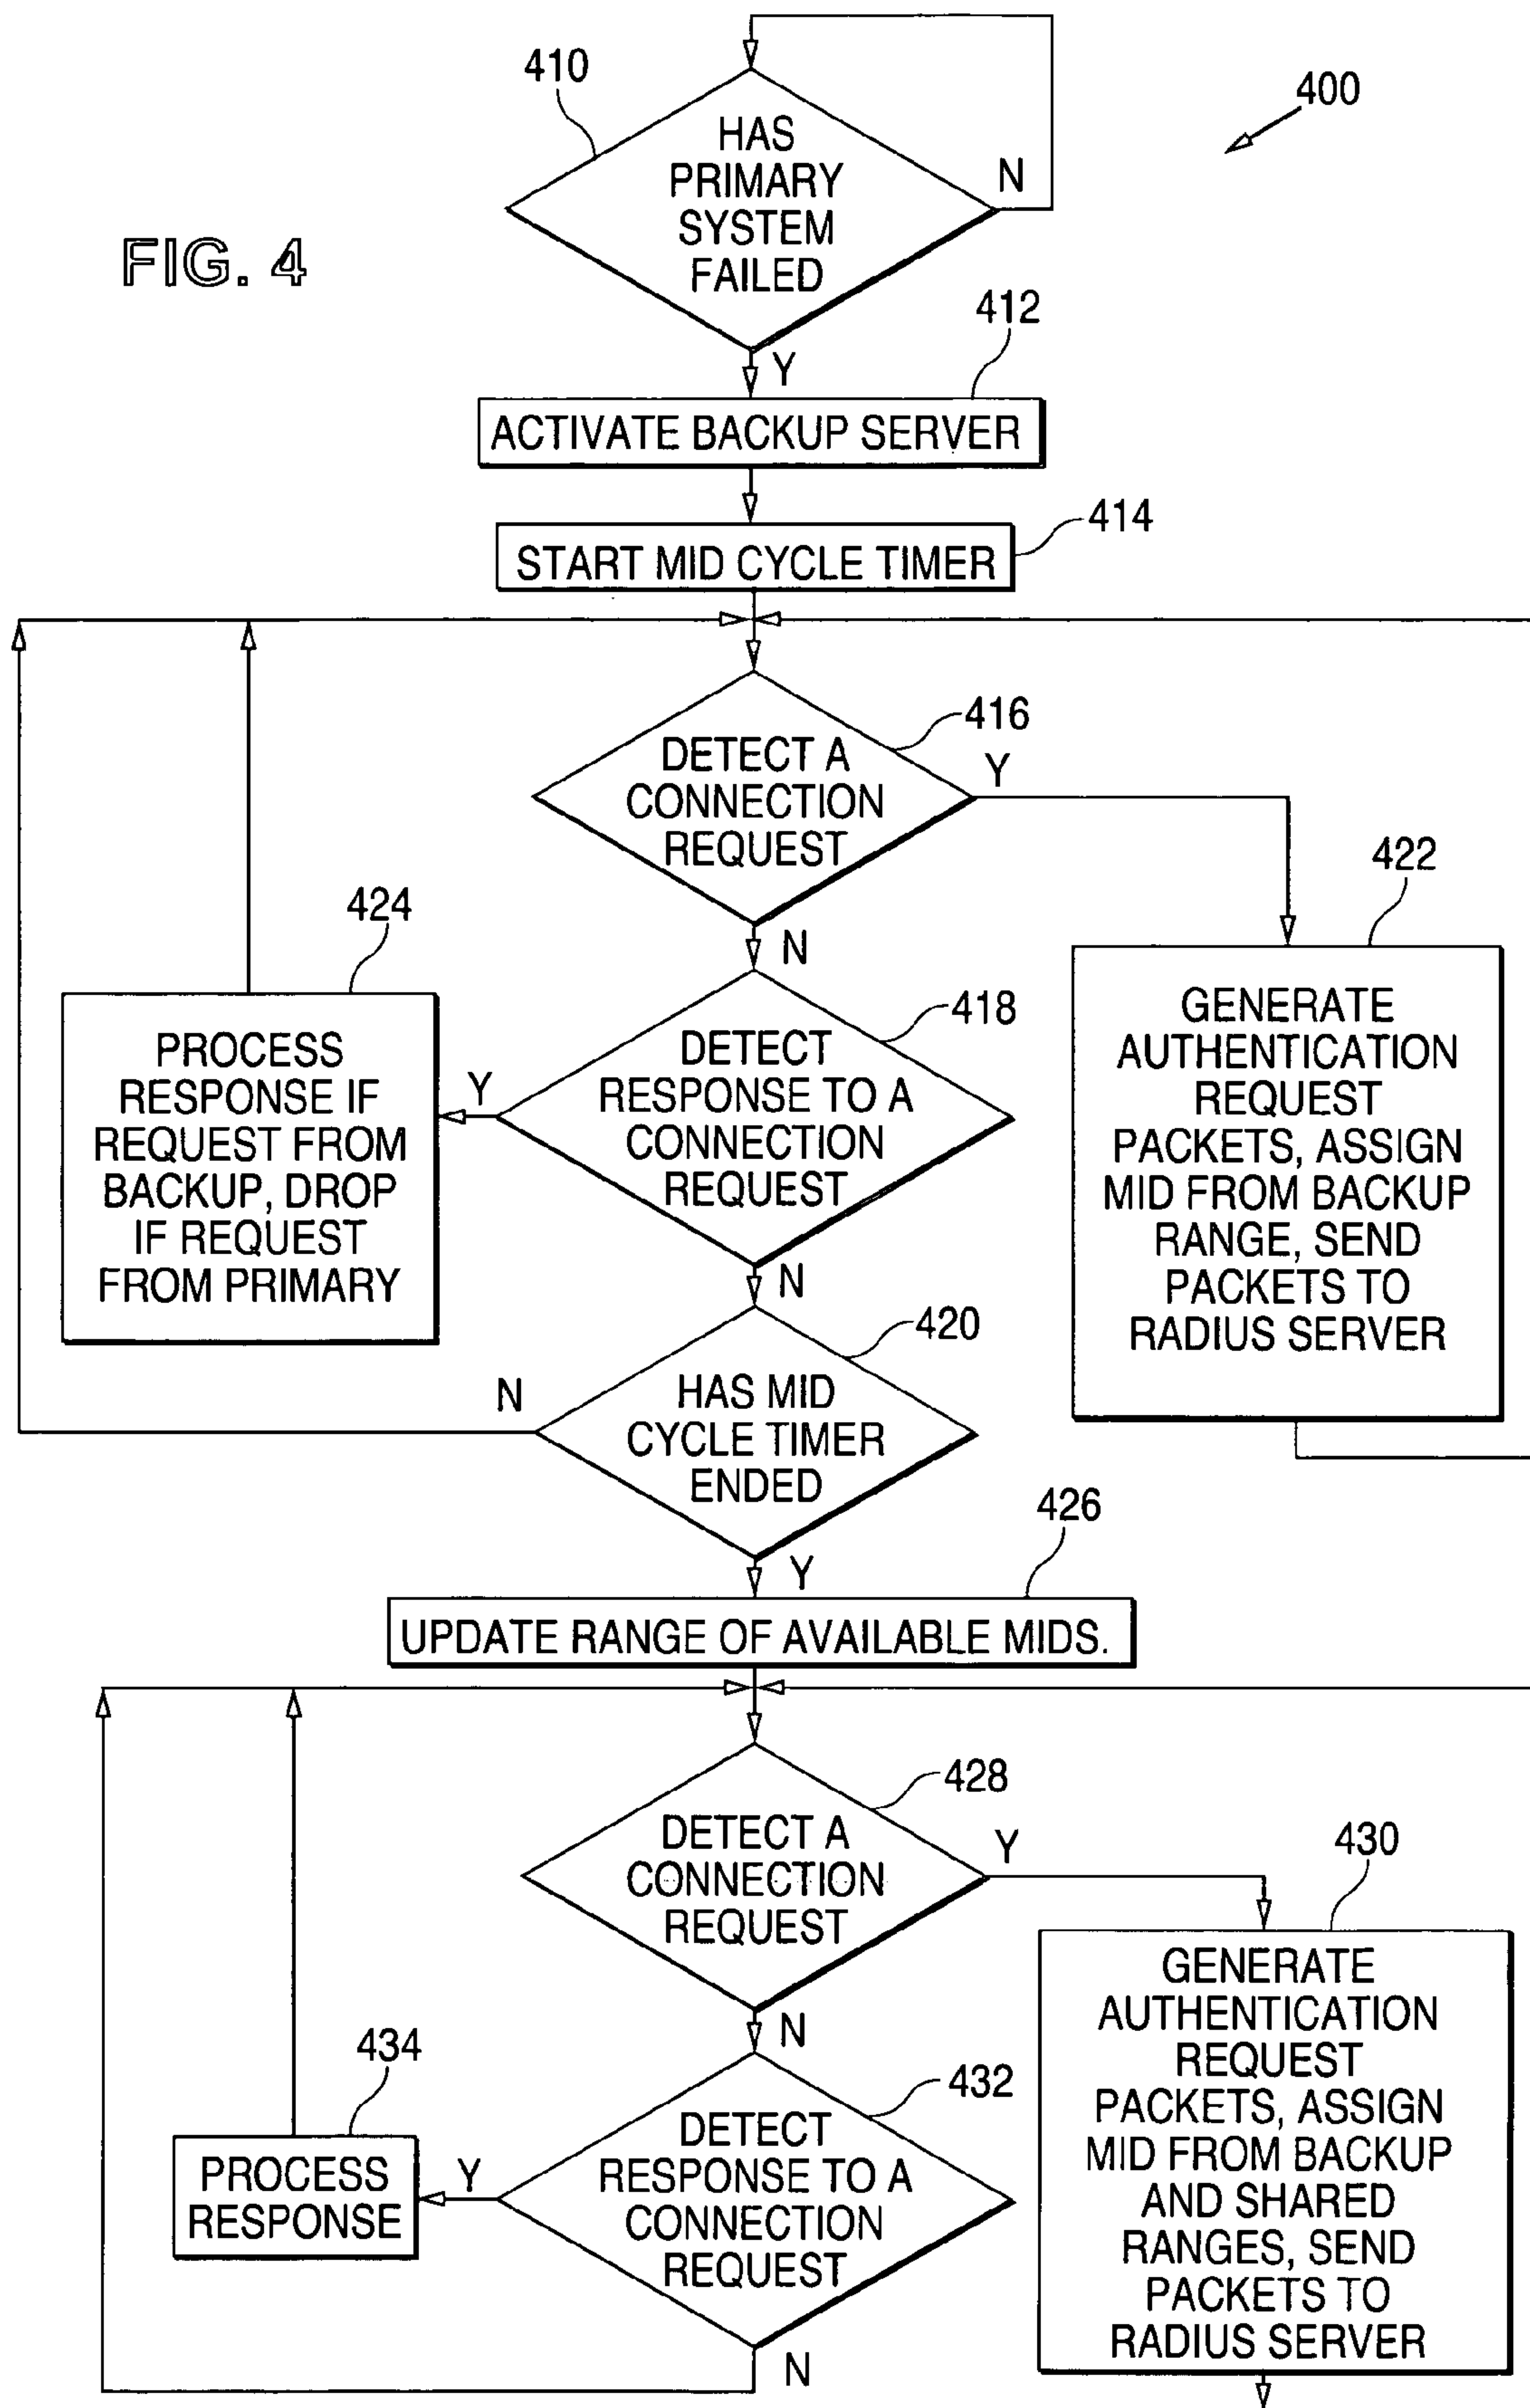 410
400
HAS
PRIMARY
SYSTEM
FAILED
N
FIG. 4
412
Y
ACTIVATE BACKUP SERVER
414
START MID CYCLE TIMER
416
DETECT A
CONNECTION
REQUEST
Y
422
N
424
GENERATE
AUTHENTICATION
REQUEST
PACKETS, ASSIGN
MID FROM BACKUP
RANGE, SEND
PACKETS TO
RADIUS SERVER
418
DETECT
RESPONSE TO A
CONNECTION
REQUEST
Y
PROCESS
RESPONSE IF
REQUEST FROM
BACKUP, DROP
IF REQUEST
FROM PRIMARY
N
420
HAS MID
CYCLE TIMER
ENDED
N
426
Y
UPDATE RANGE OF AVAILABLE MIDS.
428
DETECT A
CONNECTION
REQUEST
Y
430
N
GENERATE
AUTHENTICATION
REQUEST
PACKETS, ASSIGN
MID FROM BACKUP
AND SHARED
RANGES, SEND
PACKETS TO
RADIUS SERVER
434
432
DETECT
RESPONSE TO A
CONNECTION
REQUEST
Y
PROCESS
RESPONSE
N